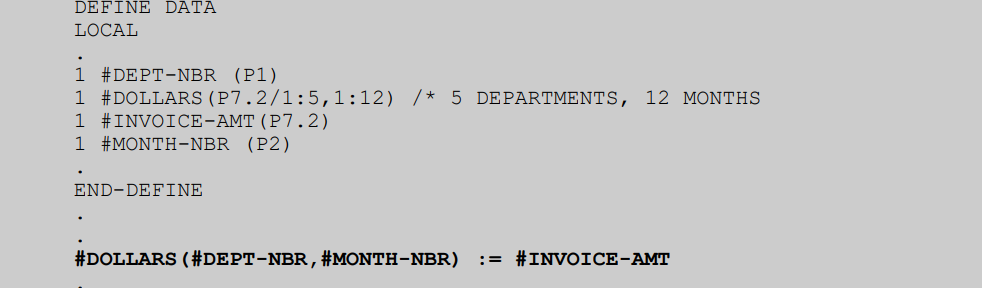 DEFINE DATA
LOCAL
.
1 #DEPT-NBR (P1)
1 #DOLLARS(P7.2/1:5,1:12) /* 5 DEPARTMENTS, 12 MONTHS
1 #INVOICE-AMT(P7.2)
1 #MONTH-NBR (P2)
.
END-DEFINE
.
.
#DOLLARS(#DEPT-NBR,#MONTH-NBR) := #INVOICE-AMT
.